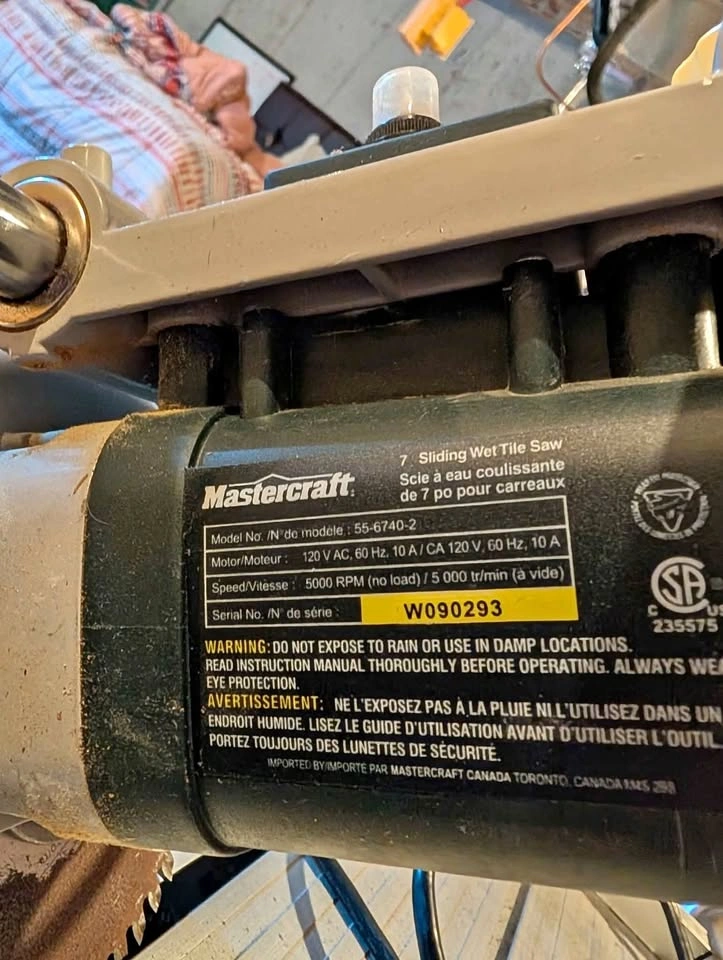 7 Sliding Wet Tile Saw
Mastercraft
Scie à eau coulissante
de 7 po pour carreaux
Model No. /N° de modèle : 55-6740-2
Motor/Moteur : 120 V AC, 60 Hz, 10 A / CA 120 V, 60 Hz, 10 A
Speed/Vitesse : 5000 RPM (no load) / 5 000 tr/min (à vide)
Serial No. /N° de série : W090293
CSA
C US
235575
WARNING: DO NOT EXPOSE TO RAIN OR USE IN DAMP LOCATIONS.
READ INSTRUCTION MANUAL THOROUGHLY BEFORE OPERATING. ALWAYS WEA
EYE PROTECTION.
AVERTISSEMENT: NE L'EXPOSEZ PAS À LA PLUIE NI L'UTILISEZ DANS UN
ENDROIT HUMIDE. LISEZ LE GUIDE D'UTILISATION AVANT D'UTILISER L'OUTIL.
PORTEZ TOUJOURS DES LUNETTES DE SÉCURITÉ.
IMPORTED BY/IMPORTÉ PAR MASTERCRAFT CANADA TORONTO, CANADA